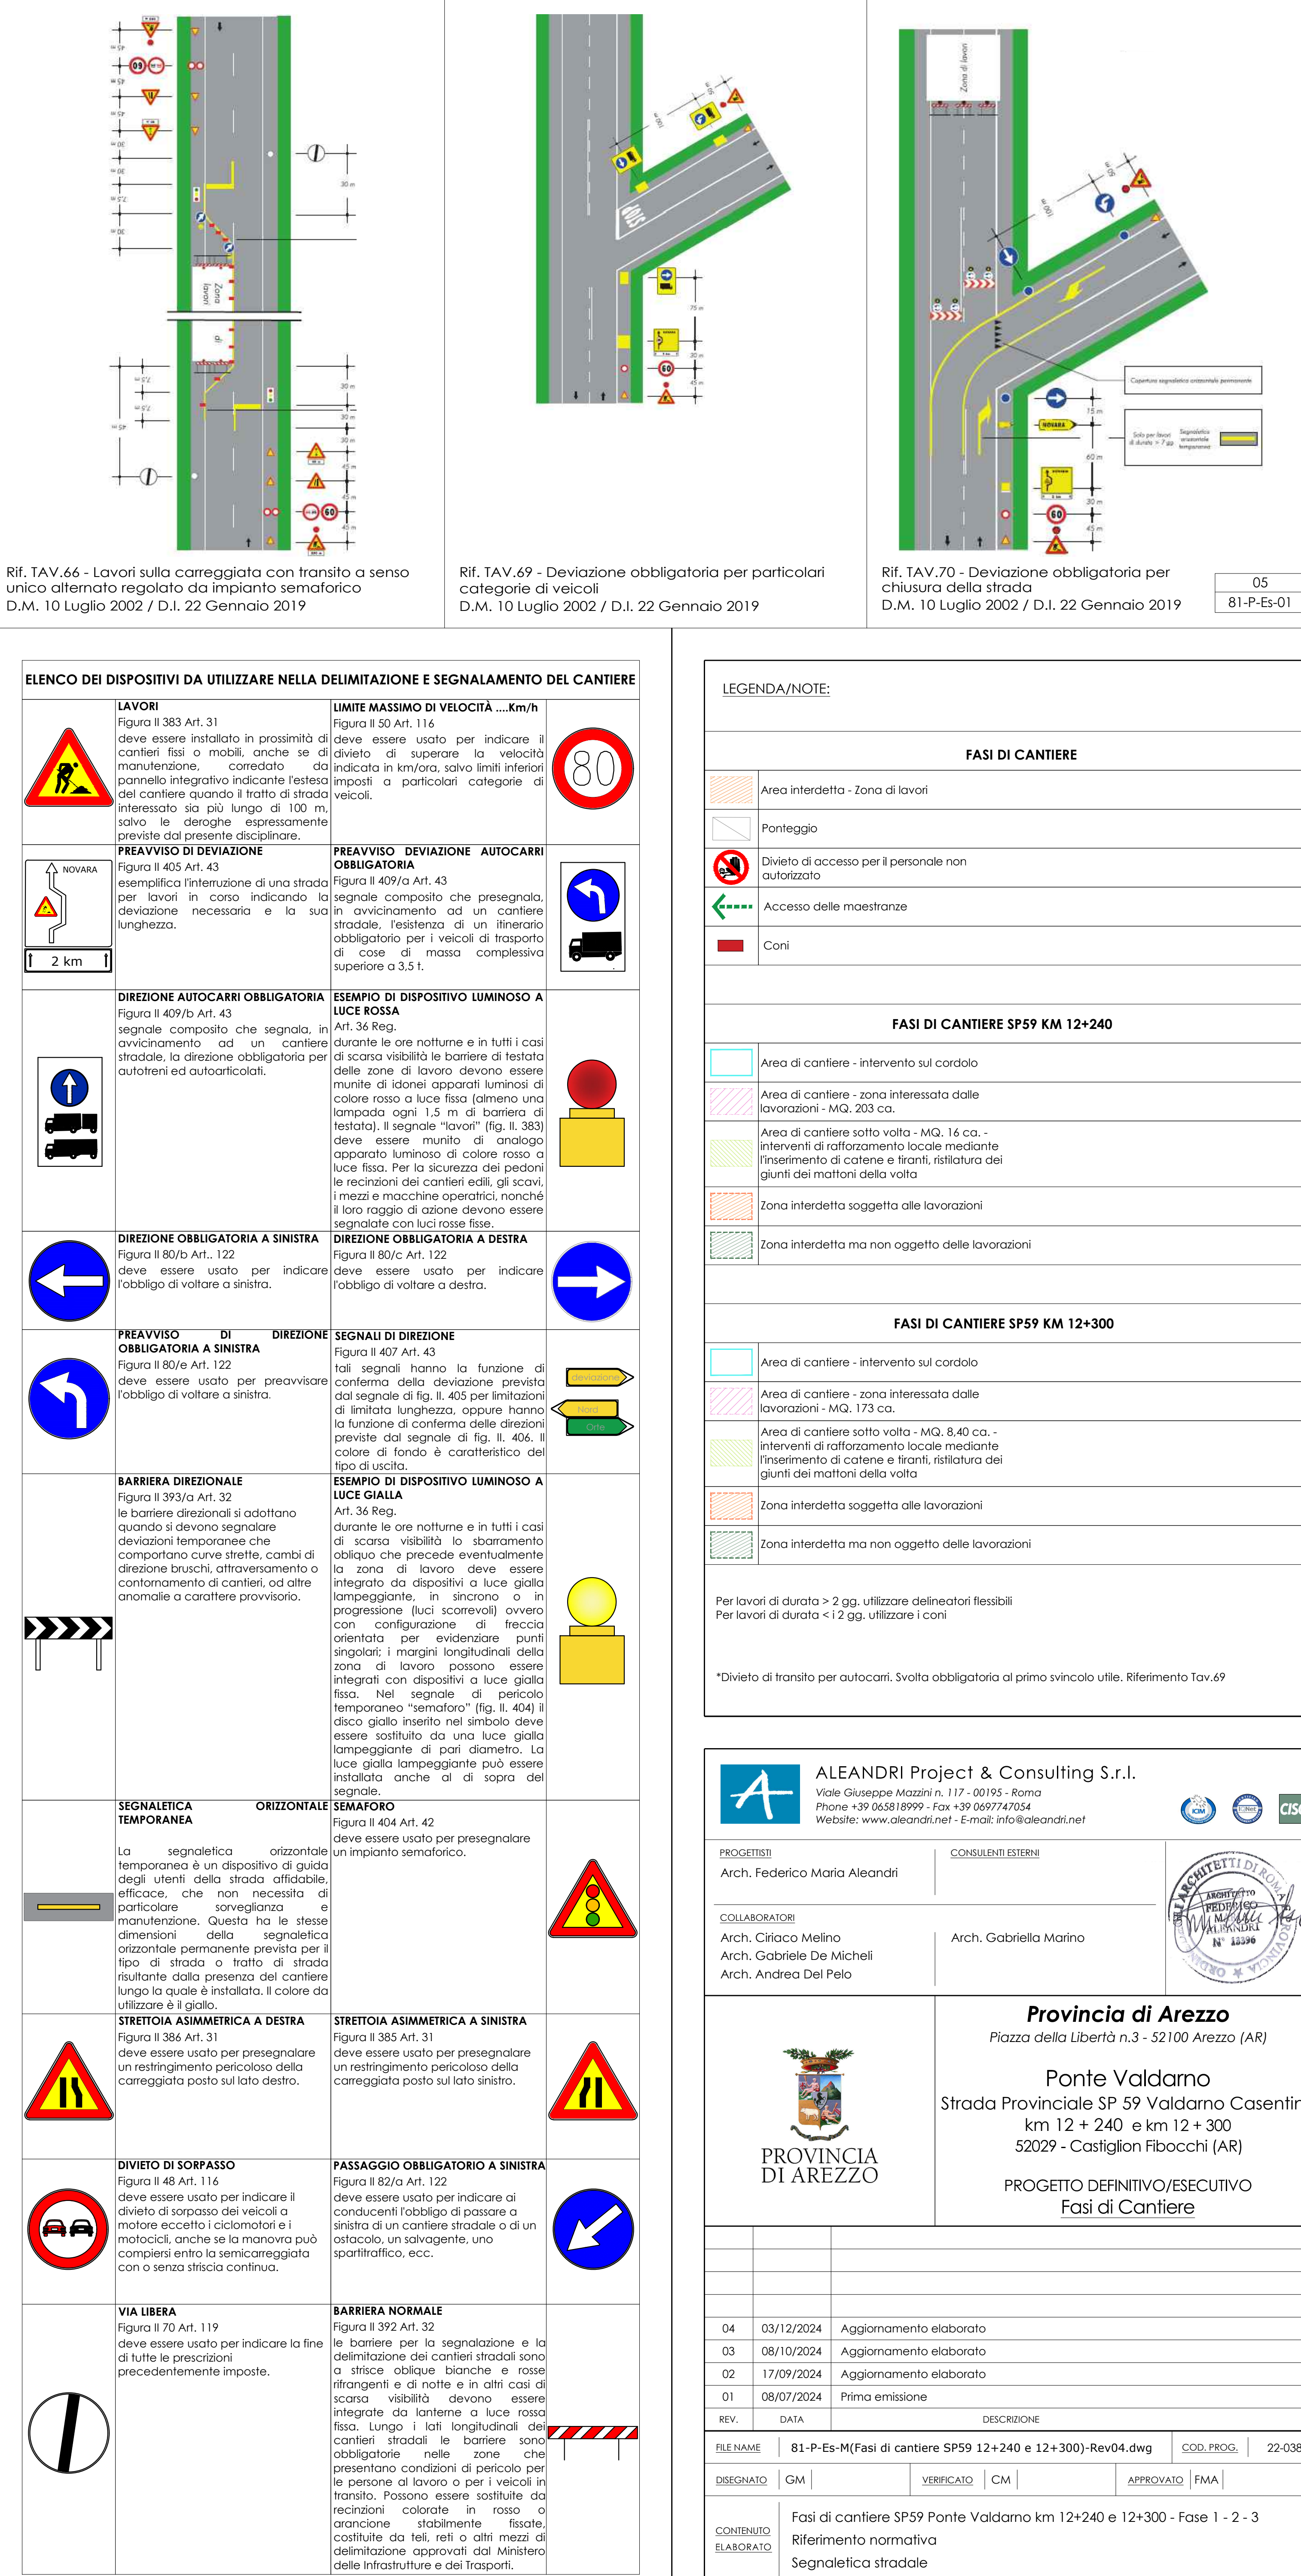 Rif. TAV.66 - Lavori sulla carreggiata con transito a senso
unico alternato regolato da impianto semaforico
D.M. 10 Luglio 2002 / D.I. 22 Gennaio 2019
Rif. TAV.69 - Deviazione obbligatoria per particolari
categorie di veicoli
D.M. 10 Luglio 2002 / D.I. 22 Gennaio 2019
Rif. TAV.70 - Deviazione obbligatoria per
chiusura della strada
D.M. 10 Luglio 2002 / D.I. 22 Gennaio 2019
05
81-P-Es-01
Zona di lavori
Zona
lavori
30 m
30 m
30 m
30 m
45 m
45 m
45 m
60
100 m
50 m
75 m
30 m
60
45 m
Zona di lavori
100 m
50 m
Copertura segnaletica orizzontale permanente
Solo per lavori
di durata > 7 gg
Segnaletica
orizzontale
temporanea
15 m
NOVARA
60 m
30 m
60
45 m
ELENCO DEI DISPOSITIVI DA UTILIZZARE NELLA DELIMITAZIONE E SEGNALAMENTO DEL CANTIERE
LAVORI
Figura II 383 Art. 31
deve essere installato in prossimità di
cantieri fissi o mobili, anche se di
manutenzione, corredato da
pannello integrativo indicante l'estesa
del cantiere quando il tratto di strada
interessato sia più lungo di 100 m,
salvo le deroghe espressamente
previste dal presente disciplinare.
LIMITE MASSIMO DI VELOCITÀ ....Km/h
Figura II 50 Art. 116
deve essere usato per indicare il
divieto di superare la velocità
indicata in km/ora, salvo limiti inferiori
imposti a particolari categorie di
veicoli.
80
NOVARA
2 km
PREAVVISO DI DEVIAZIONE
Figura II 405 Art. 43
esemplifica l'interruzione di una strada
per lavori in corso indicando la
deviazione necessaria e la sua
lunghezza.
PREAVVISO DEVIAZIONE AUTOCARRI
OBBLIGATORIA
Figura II 409/a Art. 43
segnale composito che presegnala,
in avvicinamento ad un cantiere
stradale, l'esistenza di un itinerario
obbligatorio per i veicoli di trasporto
di cose di massa complessiva
superiore a 3,5 t.
DIREZIONE AUTOCARRI OBBLIGATORIA
Figura II 409/b Art. 43
segnale composito che segnala, in
avvicinamento ad un cantiere
stradale, la direzione obbligatoria per
autotreni ed autoarticolati.
ESEMPIO DI DISPOSITIVO LUMINOSO A
LUCE ROSSA
Art. 36 Reg.
durante le ore notturne e in tutti i casi
di scarsa visibilità le barriere di testata
delle zone di lavoro devono essere
munite di idonei apparati luminosi di
colore rosso a luce fissa (almeno una
lampada ogni 1,5 m di barriera di
testata). Il segnale “lavori” (fig. II. 383)
deve essere munito di analogo
apparato luminoso di colore rosso a
luce fissa. Per la sicurezza dei pedoni
le recinzioni dei cantieri edili, gli scavi,
i mezzi e macchine operatrici, nonché
il loro raggio di azione devono essere
segnalate con luci rosse fisse.
DIREZIONE OBBLIGATORIA A SINISTRA
Figura II 80/b Art.. 122
deve essere usato per indicare
l'obbligo di voltare a sinistra.
DIREZIONE OBBLIGATORIA A DESTRA
Figura II 80/c Art. 122
deve essere usato per indicare
l'obbligo di voltare a destra.
PREAVVISO DI DIREZIONE
OBBLIGATORIA A SINISTRA
Figura II 80/e Art. 122
deve essere usato per preavvisare
l'obbligo di voltare a sinistra.
SEGNALI DI DIREZIONE
Figura II 407 Art. 43
tali segnali hanno la funzione di
conferma della deviazione prevista
dal segnale di fig. II. 405 per limitazioni
di limitata lunghezza, oppure hanno
la funzione di conferma delle direzioni
previste dal segnale di fig. II. 406. Il
colore di fondo è caratteristico del
tipo di uscita.
deviazione
Nord
Orte
BARRIERA DIREZIONALE
Figura II 393/a Art. 32
le barriere direzionali si adottano
quando si devono segnalare
deviazioni temporanee che
comportano curve strette, cambi di
direzione bruschi, attraversamento o
contornamento di cantieri, od altre
anomalie a carattere provvisorio.
ESEMPIO DI DISPOSITIVO LUMINOSO A
LUCE GIALLA
Art. 36 Reg.
durante le ore notturne e in tutti i casi
di scarsa visibilità lo sbarramento
obliquo che precede eventualmente
la zona di lavoro deve essere
integrato da dispositivi a luce gialla
lampeggiante, in sincrono o in
progressione (luci scorrevoli) ovvero
con configurazione di freccia
orientata per evidenziare punti
singolari; i margini longitudinali della
zona di lavoro possono essere
integrati con dispositivi a luce gialla
fissa. Nel segnale di pericolo
temporaneo “semaforo” (fig. II. 404) il
disco giallo inserito nel simbolo deve
essere sostituito da una luce gialla
lampeggiante di pari diametro. La
luce gialla lampeggiante può essere
installata anche al di sopra del
segnale.
SEGNALETICA ORIZZONTALE
TEMPORANEA
La segnaletica orizzontale
temporanea è un dispositivo di guida
degli utenti della strada affidabile,
efficace, che non necessita di
particolare sorveglianza e
manutenzione. Questa ha le stesse
dimensioni della segnaletica
orizzontale permanente prevista per il
tipo di strada o tratto di strada
risultante dalla presenza del cantiere
lungo la quale è installata. Il colore da
utilizzare è il giallo.
SEMAFORO
Figura II 404 Art. 42
deve essere usato per presegnalare
un impianto semaforico.
STRETTOIA ASIMMETRICA A DESTRA
Figura II 386 Art. 31
deve essere usato per presegnalare
un restringimento pericoloso della
carreggiata posto sul lato destro.
STRETTOIA ASIMMETRICA A SINISTRA
Figura II 385 Art. 31
deve essere usato per presegnalare
un restringimento pericoloso della
carreggiata posto sul lato sinistro.
DIVIETO DI SORPASSO
Figura II 48 Art. 116
deve essere usato per indicare il
divieto di sorpasso dei veicoli a
motore eccetto i ciclomotori e i
motocicli, anche se la manovra può
compiersi entro la semicarreggiata
con o senza striscia continua.
PASSAGGIO OBBLIGATORIO A SINISTRA
Figura II 82/a Art. 122
deve essere usato per indicare ai
conducenti l'obbligo di passare a
sinistra di un cantiere stradale o di un
ostacolo, un salvagente, uno
spartitraffico, ecc.
VIA LIBERA
Figura II 70 Art. 119
deve essere usato per indicare la fine
di tutte le prescrizioni
precedentemente imposte.
BARRIERA NORMALE
Figura II 392 Art. 32
le barriere per la segnalazione e la
delimitazione dei cantieri stradali sono
a strisce oblique bianche e rosse
rifrangenti e di notte e in altri casi di
scarsa visibilità devono essere
integrate da lanterne a luce rossa
fissa. Lungo i lati longitudinali dei
cantieri stradali le barriere sono
obbligatorie nelle zone che
presentano condizioni di pericolo per
le persone al lavoro o per i veicoli in
transito. Possono essere sostituite da
recinzioni colorate in rosso o
arancione stabilmente fissate,
costituite da teli, reti o altri mezzi di
delimitazione approvati dal Ministero
delle Infrastrutture e dei Trasporti.
LEGENDA/NOTE:
FASI DI CANTIERE
Area interdetta - Zona di lavori
Ponteggio
Divieto di accesso per il personale non
autorizzato
Accesso delle maestranze
Coni
FASI DI CANTIERE SP59 KM 12+240
Area di cantiere - intervento sul cordolo
Area di cantiere - zona interessata dalle
lavorazioni - MQ. 203 ca.
Area di cantiere sotto volta - MQ. 16 ca. -
interventi di rafforzamento locale mediante
l'inserimento di catene e tiranti, ristilatura dei
giunti dei mattoni della volta
Zona interdetta soggetta alle lavorazioni
Zona interdetta ma non oggetto delle lavorazioni
FASI DI CANTIERE SP59 KM 12+300
Area di cantiere - intervento sul cordolo
Area di cantiere - zona interessata dalle
lavorazioni - MQ. 173 ca.
Area di cantiere sotto volta - MQ. 8,40 ca. -
interventi di rafforzamento locale mediante
l'inserimento di catene e tiranti, ristilatura dei
giunti dei mattoni della volta
Zona interdetta soggetta alle lavorazioni
Zona interdetta ma non oggetto delle lavorazioni
Per lavori di durata > 2 gg. utilizzare delineatori flessibili
Per lavori di durata < i 2 gg. utilizzare i coni
*Divieto di transito per autocarri. Svolta obbligatoria al primo svincolo utile. Riferimento Tav.69
ALEANDRI Project & Consulting S.r.l.
Viale Giuseppe Mazzini n. 117 - 00195 - Roma
Phone +39 065818999 - Fax +39 0697747054
Website: www.aleandri.net - E-mail: info@aleandri.net
ICIM
PROGETTISTI
Arch. Federico Maria Aleandri
CONSULENTI ESTERNI
COLLABORATORI
Arch. Ciriaco Melino
Arch. Gabriele De Micheli
Arch. Andrea Del Pelo
Arch. Gabriella Marino
ARCHITETTO
FEDERICO
ALEANDRI
N° 13396
PROVINCIA
DI AREZZO
Provincia di Arezzo
Piazza della Libertà n.3 - 52100 Arezzo (AR)
Ponte Valdarno
Strada Provinciale SP 59 Valdarno Casentin
km 12 + 240 e km 12 + 300
52029 - Castiglion Fibocchi (AR)
PROGETTO DEFINITIVO/ESECUTIVO
Fasi di Cantiere
04 03/12/2024 Aggiornamento elaborato
03 08/10/2024 Aggiornamento elaborato
02 17/09/2024 Aggiornamento elaborato
01 08/07/2024 Prima emissione
REV. DATA DESCRIZIONE
FILE NAME 81-P-Es-M(Fasi di cantiere SP59 12+240 e 12+300)-Rev04.dwg COD. PROG. 22-038
DISEGNATO GM VERIFICATO CM APPROVATO FMA
CONTENUTO
ELABORATO
Fasi di cantiere SP59 Ponte Valdarno km 12+240 e 12+300 - Fase 1 - 2 - 3
Riferimento normativa
Segnaletica stradale